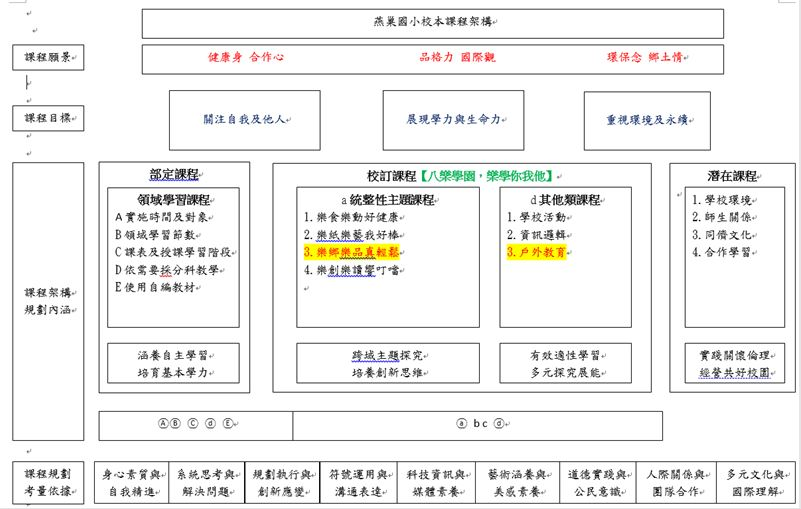 燕巢國小校本課程架構
課程願景
健康身 合作心
品格力 國際觀
環保念 鄉土情
課程目標
關注自我及他人
展現學力與生命力
重視環境及永續
課程架構
規劃內涵
部定課程
領域學習課程
A 實施時間及對象
B 領域學習節數
C 課表及授課學習階段
D 依需要採分科教學
E 使用自編教材
涵養自主學習
培育基本學力
校訂課程【八樂學園，樂學你我他】
a 統整性主題課程
1. 樂食樂動好健康
2. 樂紙樂藝我好棒
3. 樂鄉樂品真輕鬆
4. 樂創樂讀響叮噹
跨域主題探究
培養創新思維
d 其他類課程
1. 學校活動
2. 資訊邏輯
3. 戶外教育
有效適性學習
多元探究展能
潛在課程
1. 學校環境
2. 師生關係
3. 同儕文化
4. 合作學習
實踐關懷倫理
經營共好校園
ⒶⒷ Ⓒ ⓓ Ⓔ
ⓐ b c ⓓ
課程規劃
考量依據
身心素質與
自我精進
系統思考與
解決問題
規劃執行與
創新應變
符號運用與
溝通表達
科技資訊與
媒體素養
藝術涵養與
美感素養
道德實踐與
公民意識
人際關係與
團隊合作
多元文化與
國際理解